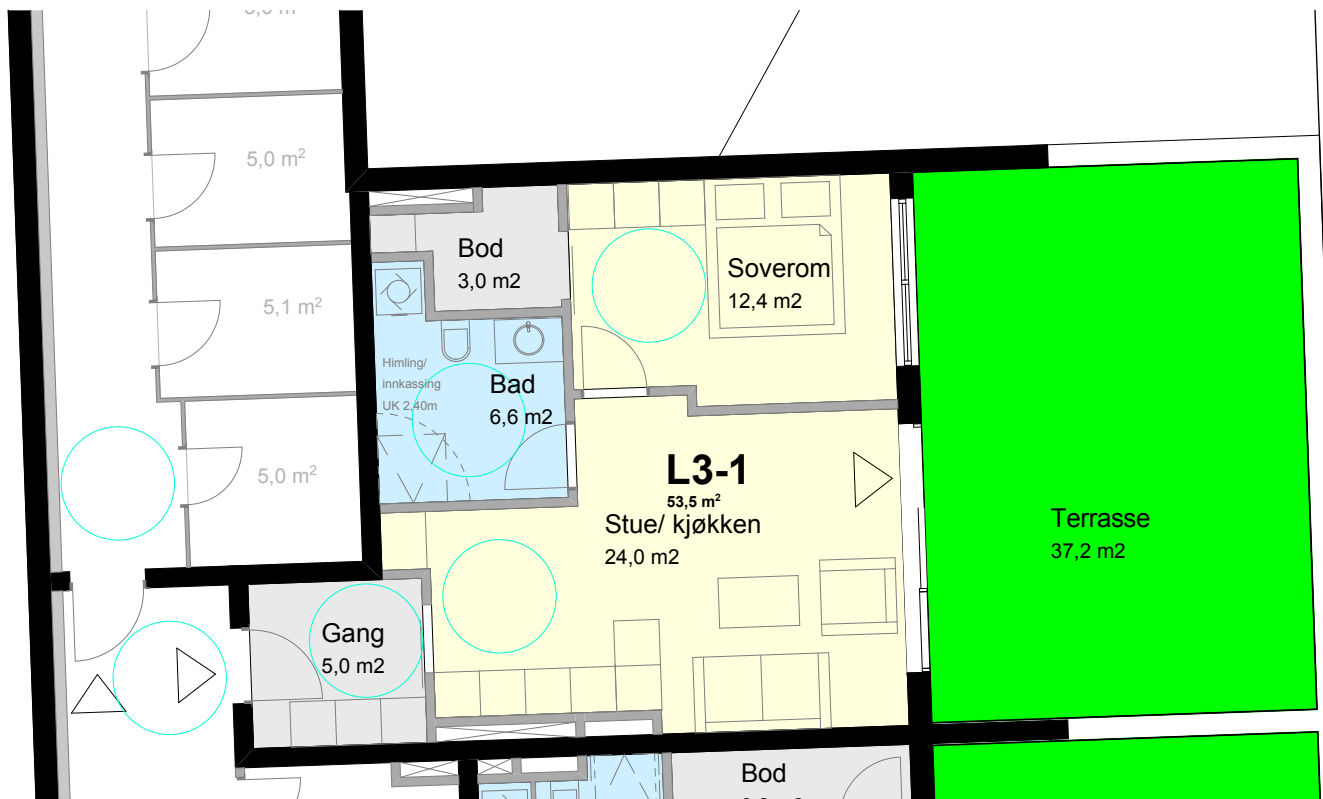 5,0 m²
5,1 m²
5,0 m²
Bod
3,0 m2
Soverom
12,4 m2
Himling/
innkassing
UK 2,40m
Bad
6,6 m2
L3-1
53,5 m²
Stue/ kjøkken
24,0 m2
Terrasse
37,2 m2
Gang
5,0 m2
Bod